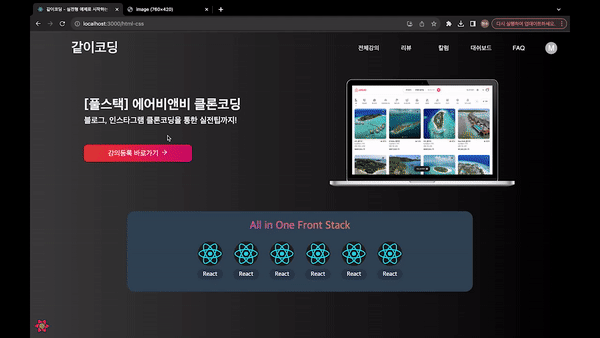 같이코딩 - 실전형 예제로 시작하는
image (760×420)
localhost:3000/html-css
다시 실행하여 업데이트하세요
같이코딩
전체강의 리뷰 칼럼 대쉬보드 FAQ M
[풀스택] 에어비앤비 클론코딩
블로그, 인스타그램 클론코딩을 통한 실전팁까지!
강의등록 바로가기 →
All in One Front Stack
React React React React React React